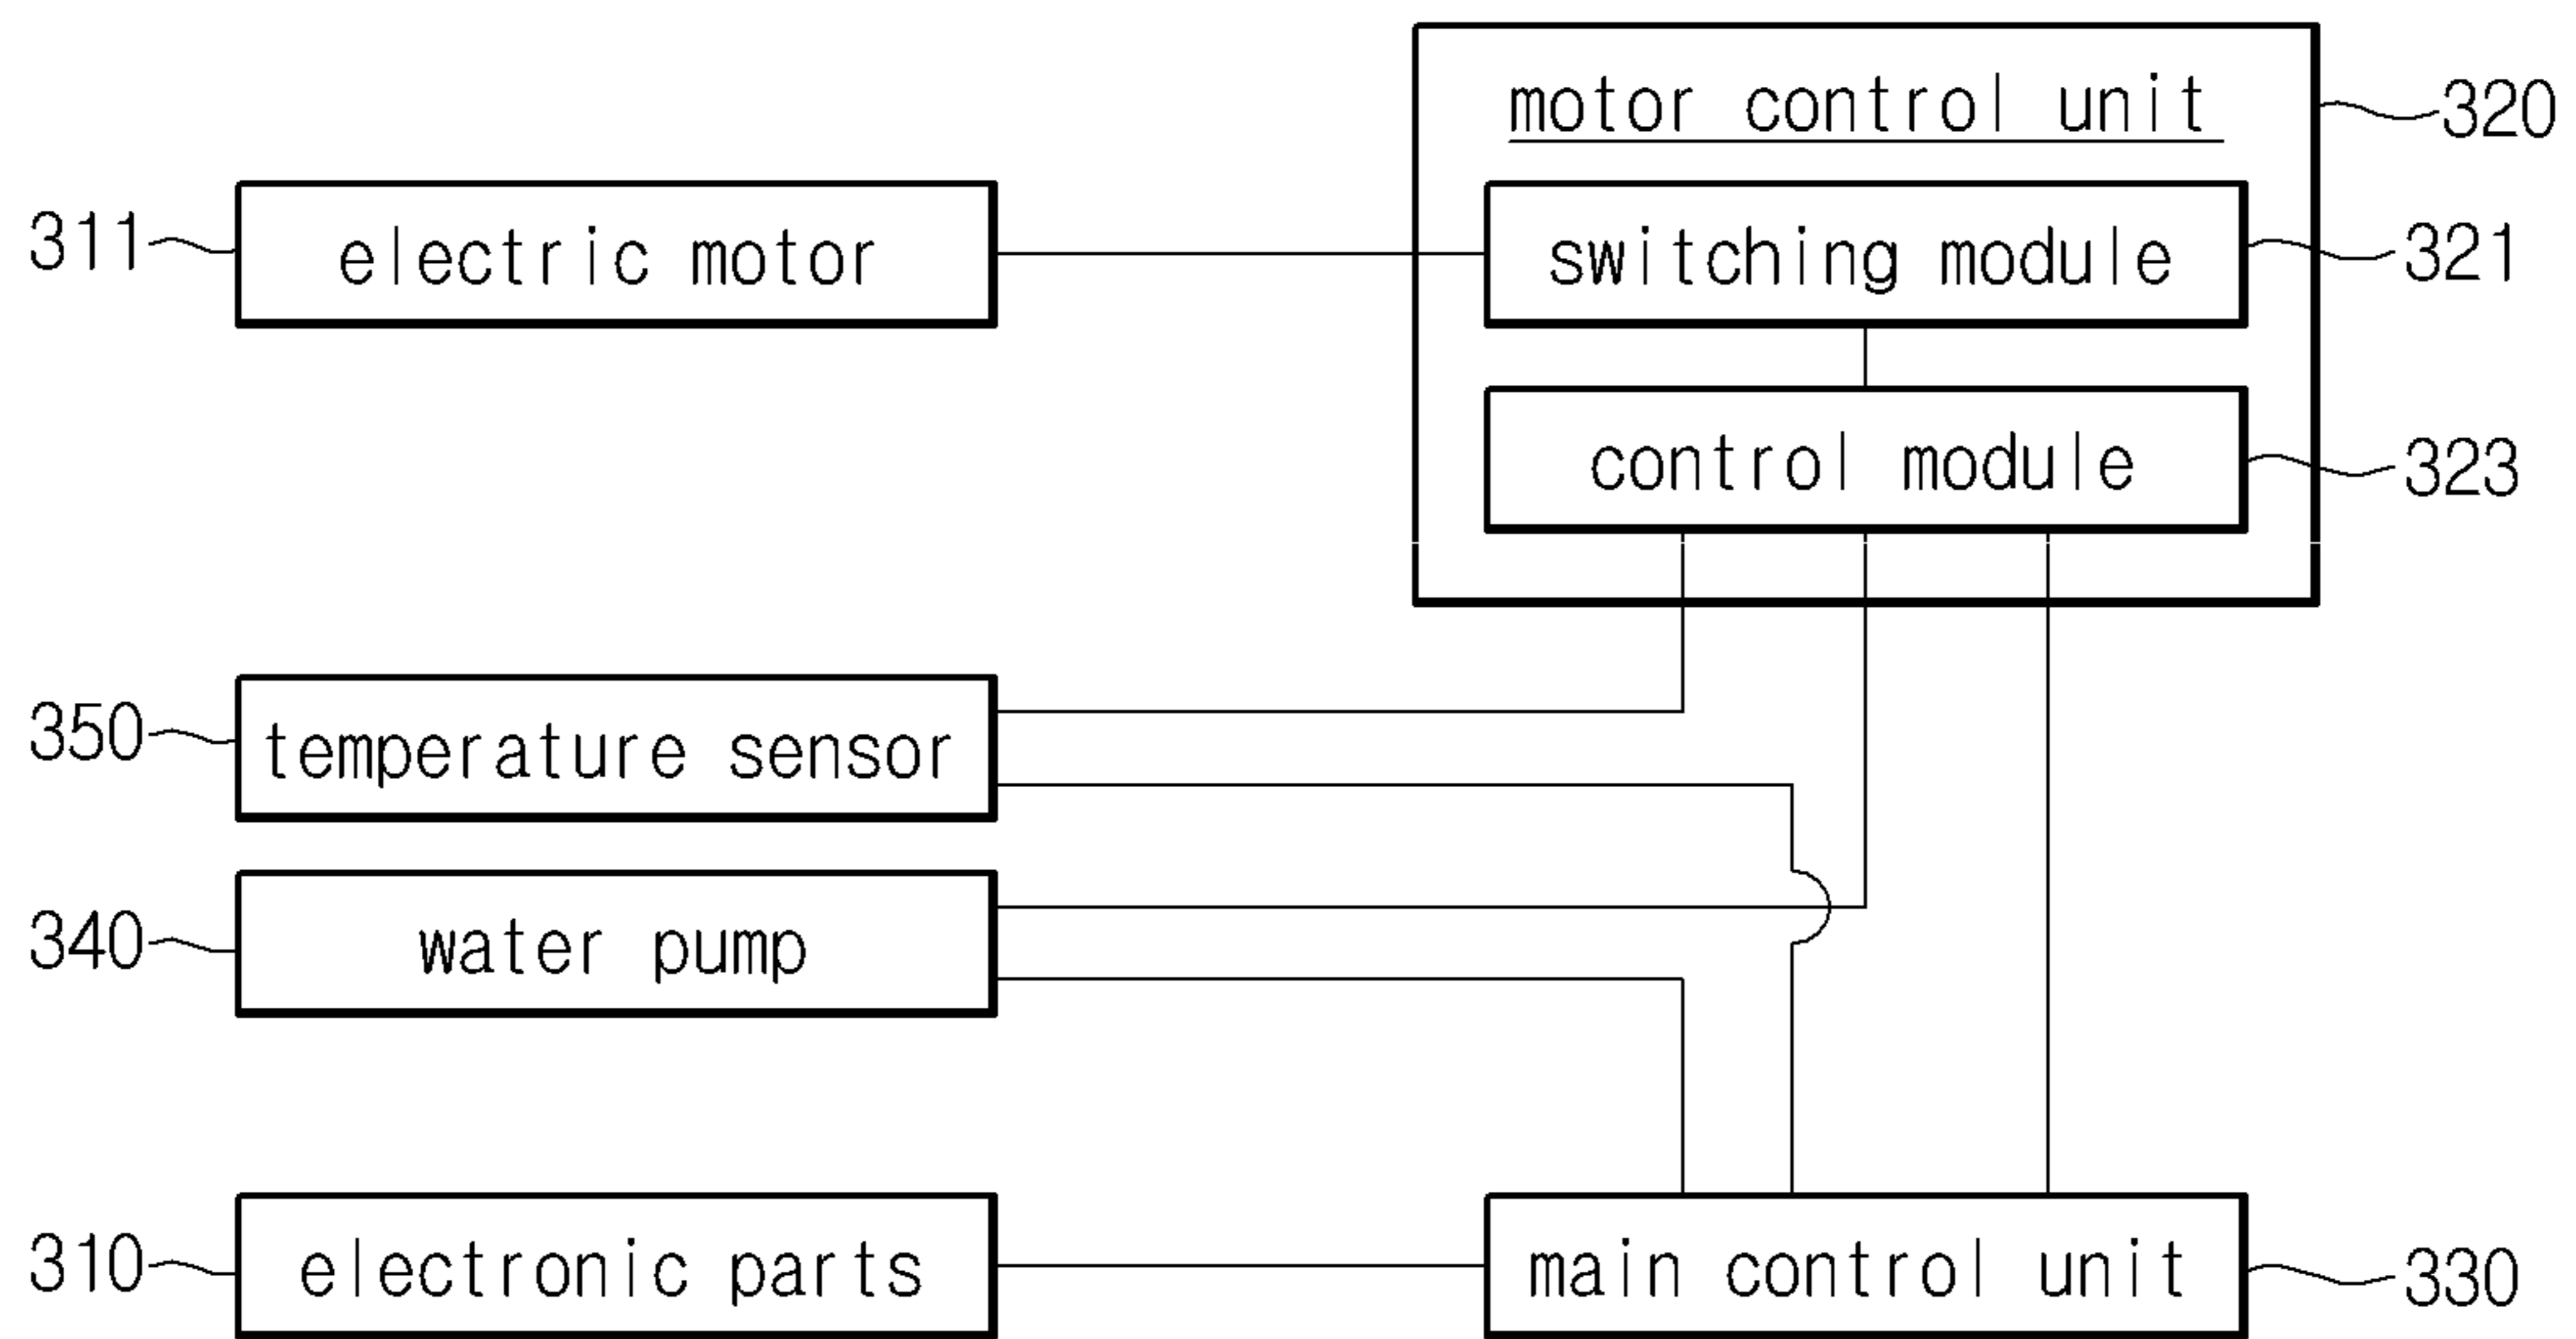 motor control unit
320
311
electric motor
switching module
321
control module
323
350
temperature sensor
340
water pump
310
electronic parts
main control unit
330